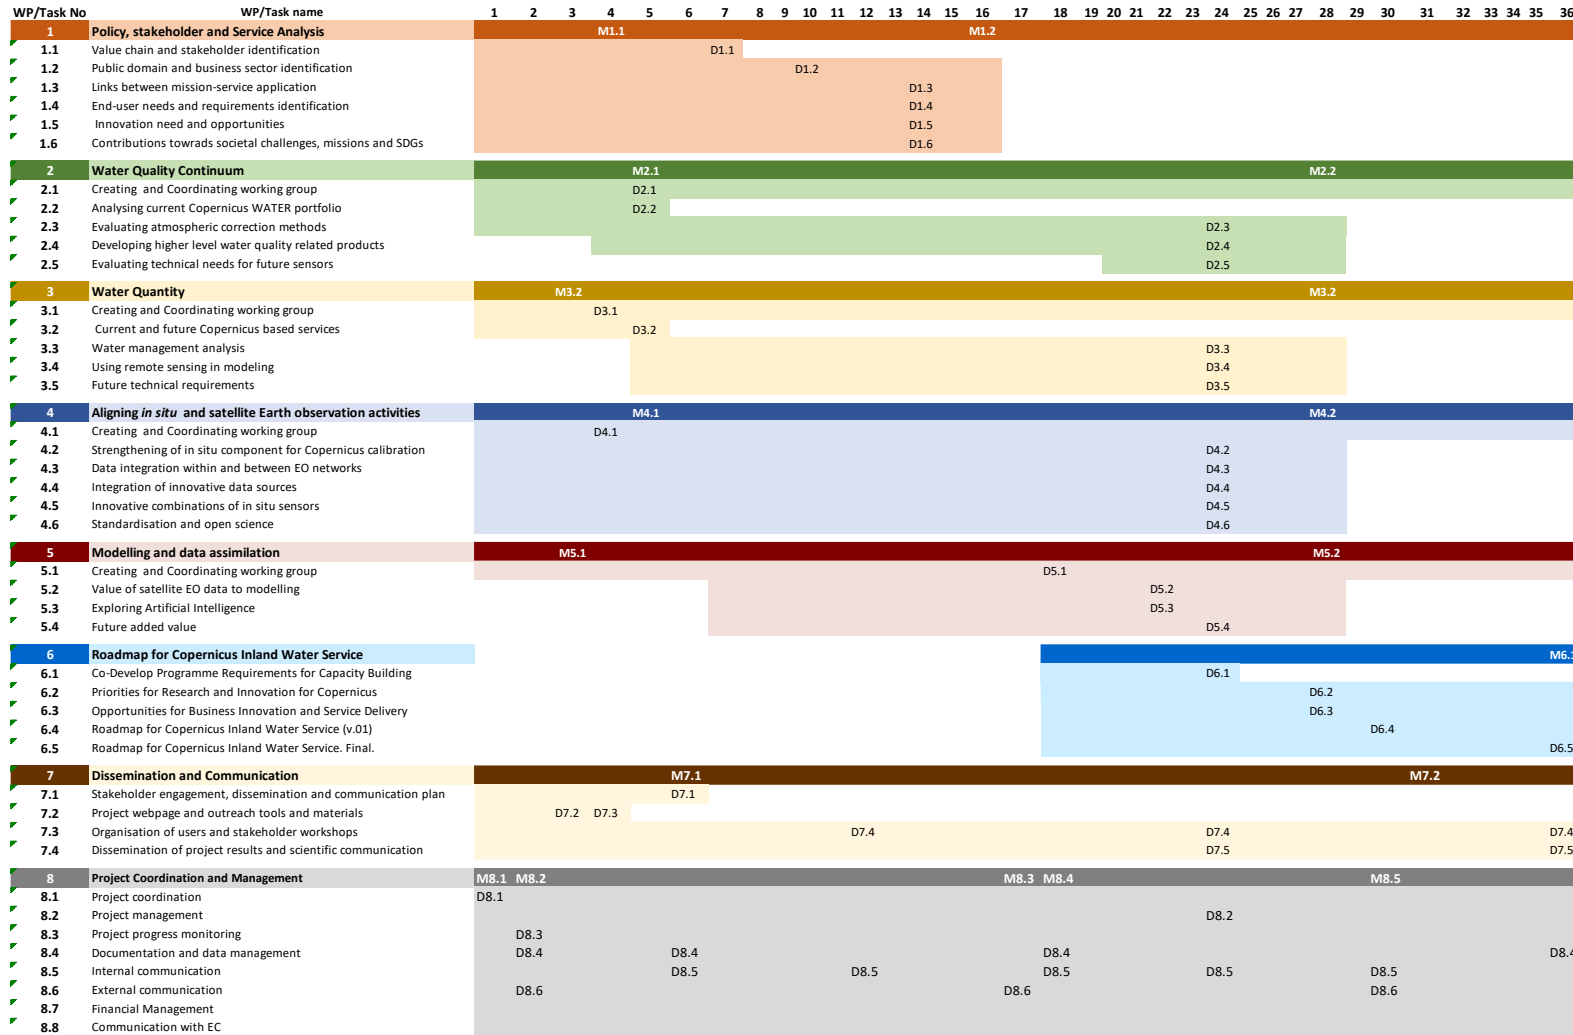 WP/Task No WP/Task name 1 2 3 4 5 6 7 8 9 10 11 12 13 14 15 16 17 18 19 20 21 22 23 24 25 26 27 28 29 30 31 32 33 34 35 36
1 Policy, stakeholder and Service Analysis M1.1 M1.2
1.1 Value chain and stakeholder identification D1.1
1.2 Public domain and business sector identification D1.2
1.3 Links between mission-service application D1.3
1.4 End-user needs and requirements identification D1.4
1.5 Innovation need and opportunities D1.5
1.6 Contributions towrads societal challenges, missions and SDGs D1.6
2 Water Quality Continuum M2.1 M2.2
2.1 Creating and Coordinating working group D2.1
2.2 Analysing current Copernicus WATER portfolio D2.2
2.3 Evaluating atmospheric correction methods D2.3
2.4 Developing higher level water quality related products D2.4
2.5 Evaluating technical needs for future sensors D2.5
3 Water Quantity M3.2 M3.2
3.1 Creating and Coordinating working group D3.1
3.2 Current and future Copernicus based services D3.2
3.3 Water management analysis D3.3
3.4 Using remote sensing in modeling D3.4
3.5 Future technical requirements D3.5
4 Aligning in situ and satellite Earth observation activities M4.1 M4.2
4.1 Creating and Coordinating working group D4.1
4.2 Strengthening of in situ component for Copernicus calibration D4.2
4.3 Data integration within and between EO networks D4.3
4.4 Integration of innovative data sources D4.4
4.5 Innovative combinations of in situ sensors D4.5
4.6 Standardisation and open science D4.6
5 Modelling and data assimilation M5.1 M5.2
5.1 Creating and Coordinating working group D5.1
5.2 Value of satellite EO data to modelling D5.2
5.3 Exploring Artificial Intelligence D5.3
5.4 Future added value D5.4
6 Roadmap for Copernicus Inland Water Service M6.1
6.1 Co-Develop Programme Requirements for Capacity Building D6.1
6.2 Priorities for Research and Innovation for Copernicus D6.2
6.3 Opportunities for Business Innovation and Service Delivery D6.3
6.4 Roadmap for Copernicus Inland Water Service (v.01) D6.4
6.5 Roadmap for Copernicus Inland Water Service. Final. D6.5
7 Dissemination and Communication M7.1 M7.2
7.1 Stakeholder engagement, dissemination and communication plan D7.1
7.2 Project webpage and outreach tools and materials D7.2 D7.3
7.3 Organisation of users and stakeholder workshops D7.4 D7.4 D7.4
7.4 Dissemination of project results and scientific communication D7.5 D7.5
8 Project Coordination and Management M8.1 M8.2 M8.3 M8.4 M8.5
8.1 Project coordination D8.1
8.2 Project management D8.2
8.3 Project progress monitoring D8.3
8.4 Documentation and data management D8.4 D8.4 D8.4 D8.4
8.5 Internal communication D8.5 D8.5 D8.5 D8.5 D8.5
8.6 External communication D8.6 D8.6 D8.6
8.7 Financial Management
8.8 Communication with EC